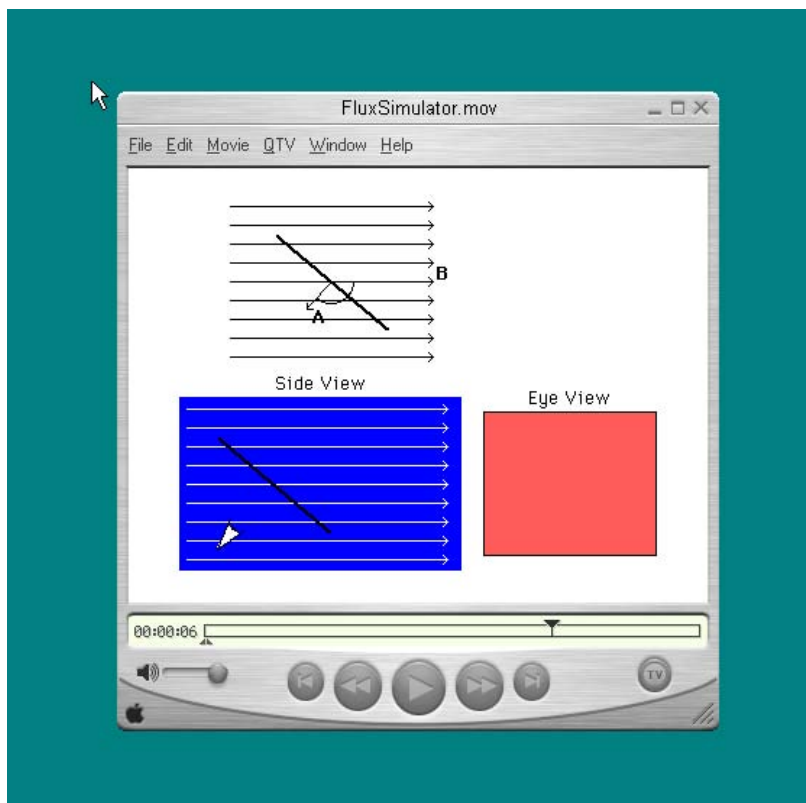 FluxSimulator.mov
File Edit Movie QTV Window Help
B
A
Side View
Eye View
00:00:06
TV